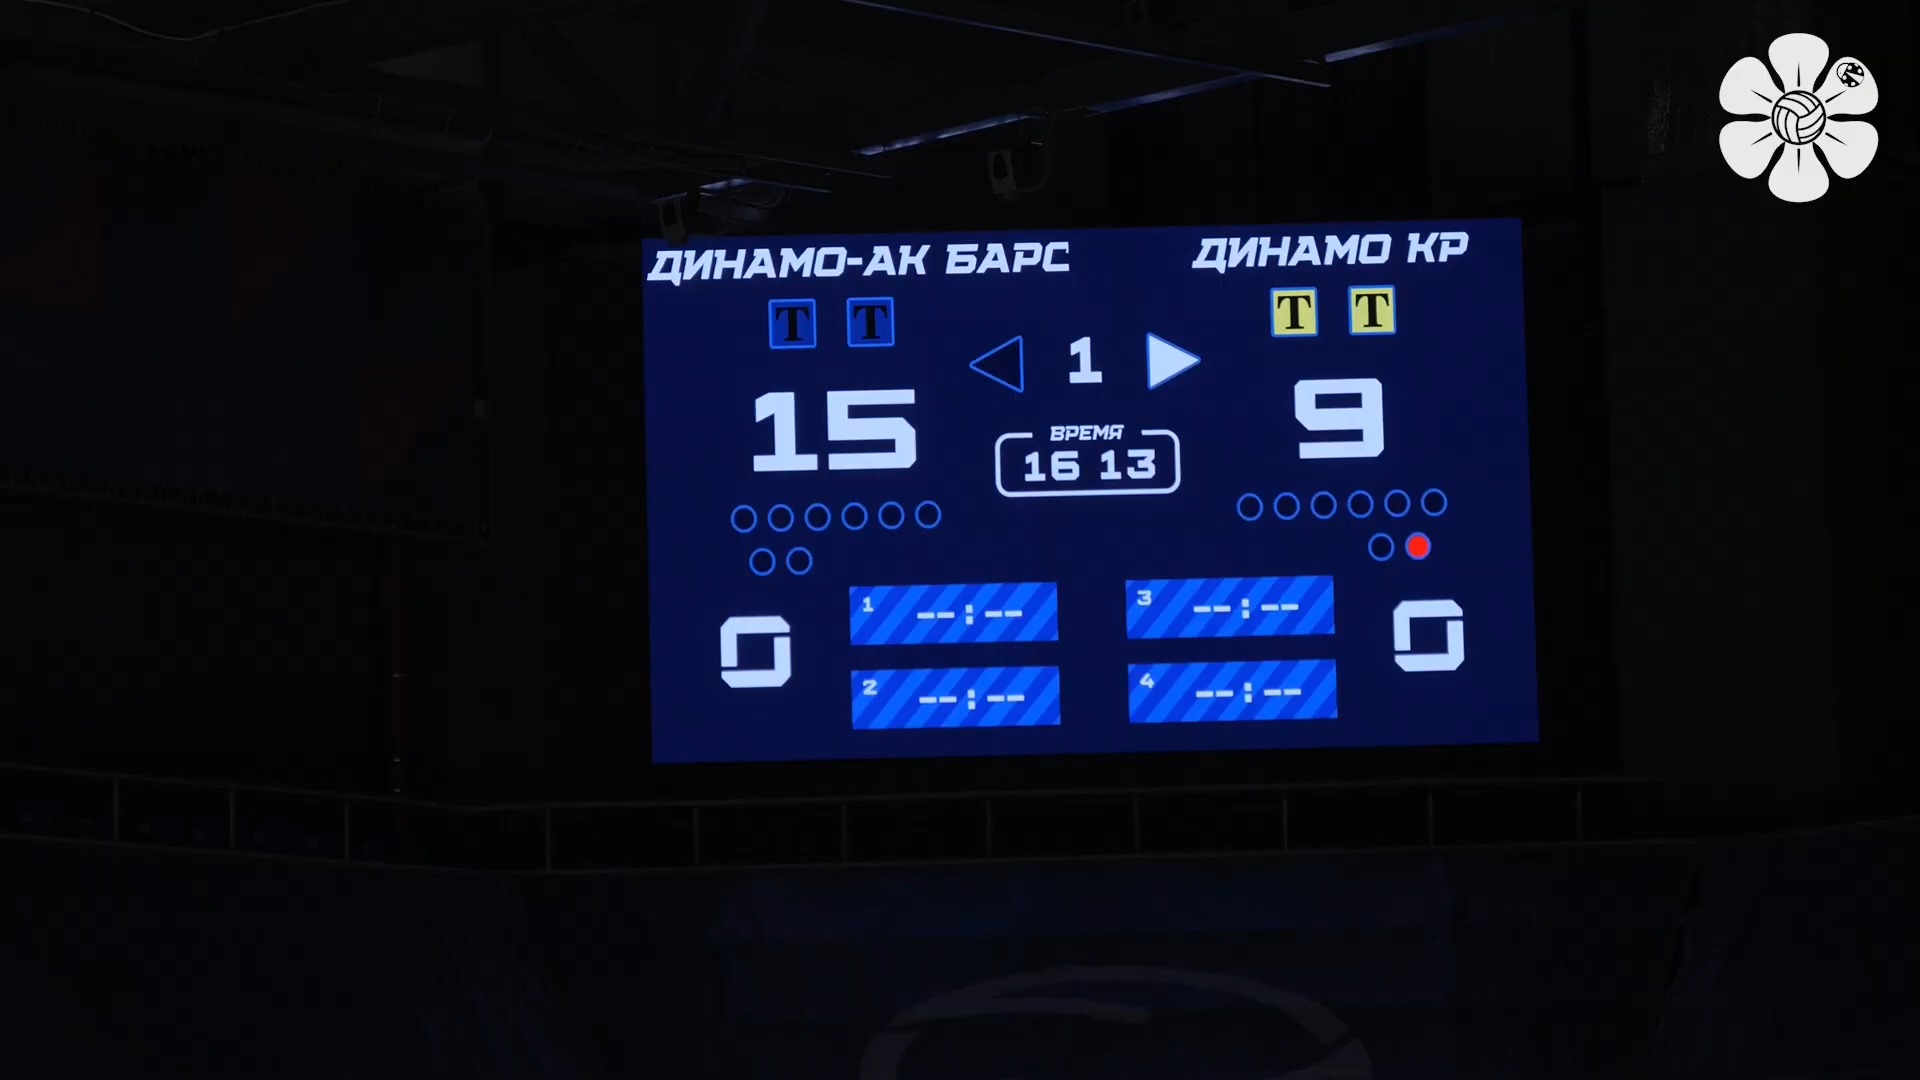 ДИНАМО-АК БАРС
ДИНАМО КР
Т Т
Т Т
1
15
9
ВРЕМЯ
16 13
1 --:--
3 --:--
0
0
2 --:--
4 --:--